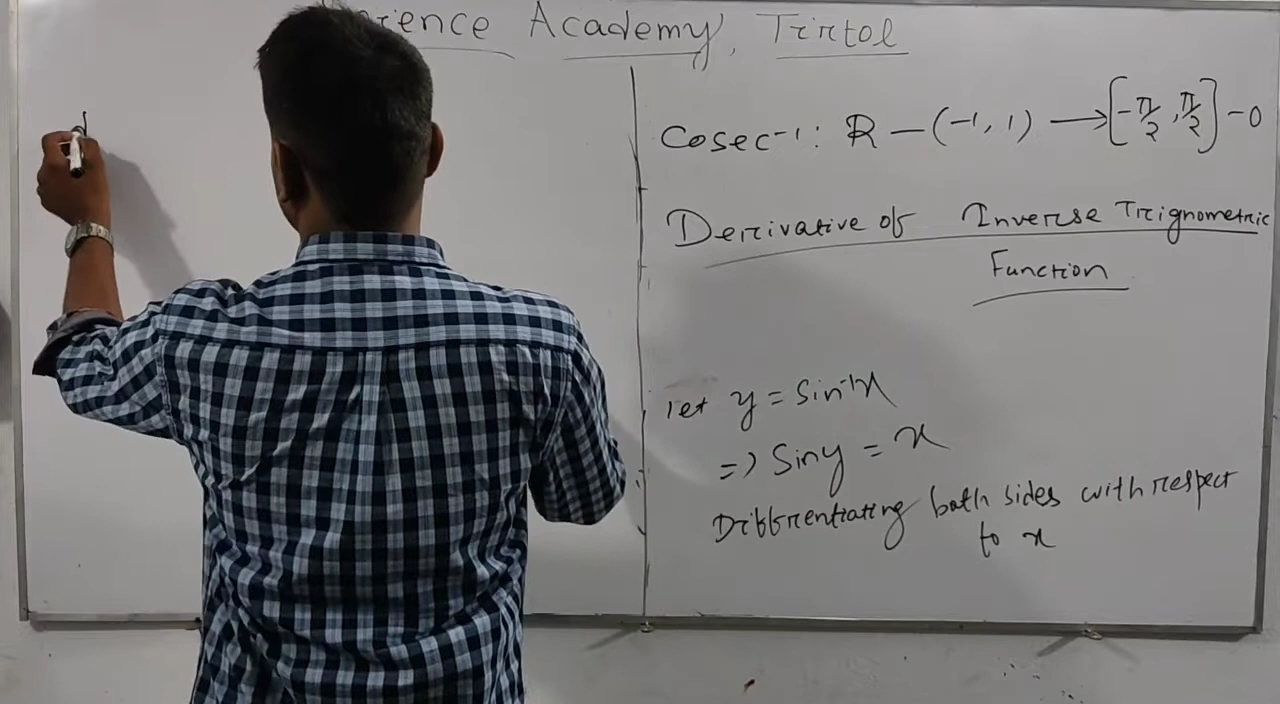 Academy, Tirtol
Cosec⁻¹: R – (-1, 1) ⟶ [-π/2, π/2] - 0
Derivative of Inverse Trignometric
Function
let y = Sin⁻¹x
=> Siny = x
Differentiating both sides with respect
to x